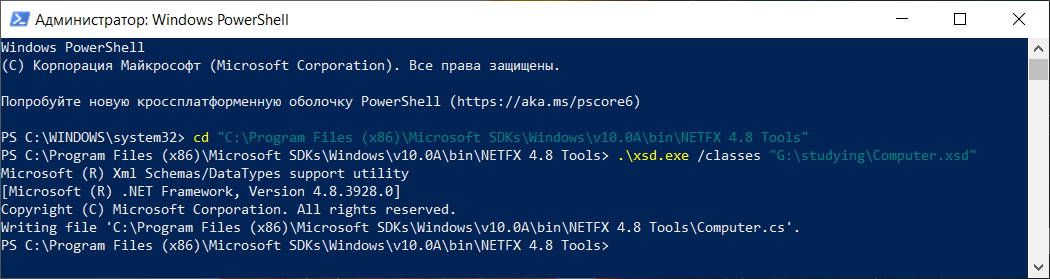 Администратор: Windows PowerShell
Windows PowerShell
(C) Корпорация Майкрософт (Microsoft Corporation). Все права защищены.
Попробуйте новую кроссплатформенную оболочку PowerShell (https://aka.ms/pscore6)
PS C:\WINDOWS\system32> cd "C:\Program Files (x86)\Microsoft SDKs\Windows\v10.0A\bin\NETFX 4.8 Tools"
PS C:\Program Files (x86)\Microsoft SDKs\Windows\v10.0A\bin\NETFX 4.8 Tools> .\xsd.exe /classes "G:\studying\Computer.xsd"
Microsoft (R) Xml Schemas/DataTypes support utility
[Microsoft (R) .NET Framework, Version 4.8.3928.0]
Copyright (C) Microsoft Corporation. All rights reserved.
Writing file 'C:\Program Files (x86)\Microsoft SDKs\Windows\v10.0A\bin\NETFX 4.8 Tools\Computer.cs'.
PS C:\Program Files (x86)\Microsoft SDKs\Windows\v10.0A\bin\NETFX 4.8 Tools>